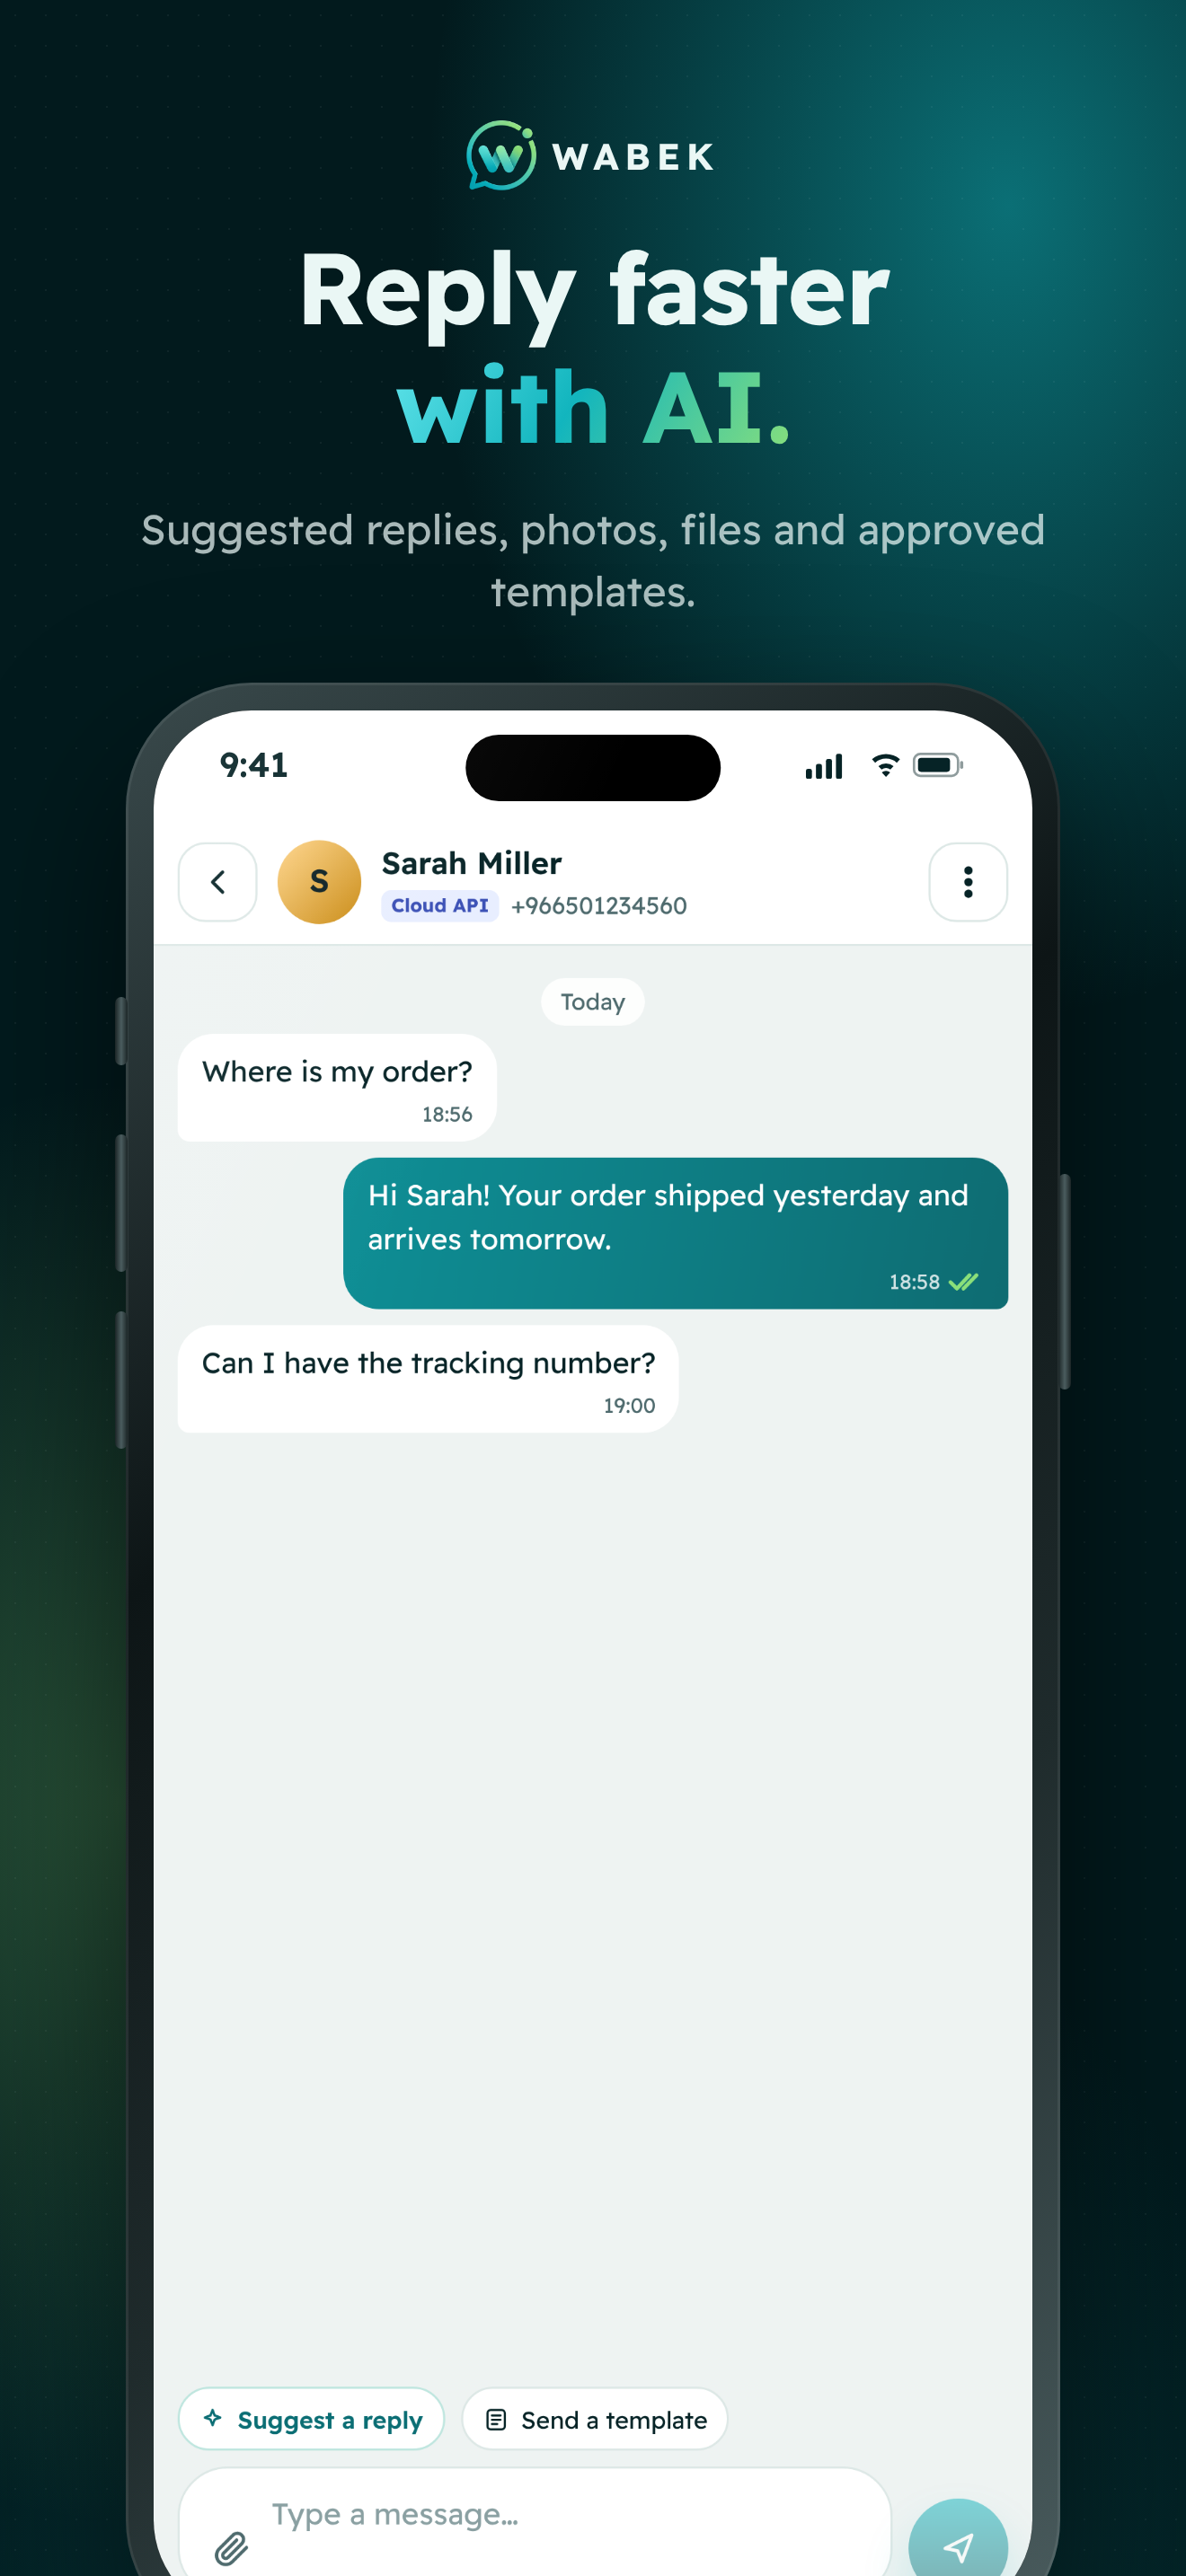 WABEK
Reply faster
with AI.
Suggested replies, photos, files and approved
templates.
9:41
S
Sarah Miller
Cloud API +966501234560
Today
Where is my order?
18:56
Hi Sarah! Your order shipped yesterday and
arrives tomorrow.
18:58
Can I have the tracking number?
19:00
Suggest a reply
Send a template
Type a message...